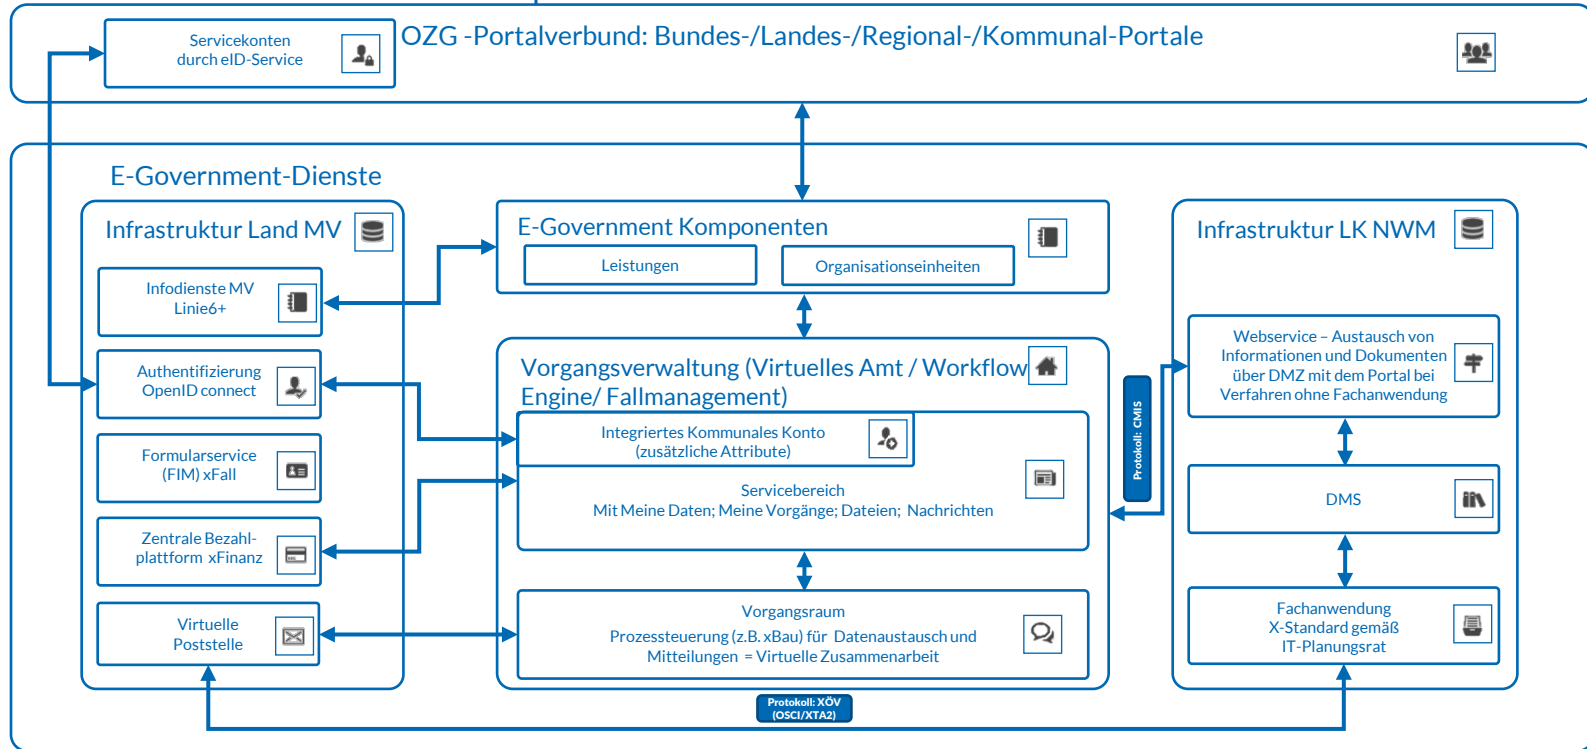 OZG -Portalverbund: Bundes-/Landes-/Regional-/Kommunal-Portale
Servicekonten
durch eID-Service
E-Government-Dienste
Infrastruktur Land MV
Infodienste MV
Linie6+
Authentifizierung
OpenID connect
Formularservice
(FIM) xFall
Zentrale Bezahl-
plattform xFinanz
Virtuelle
Poststelle
E-Government Komponenten
Leistungen
Organisationseinheiten
Vorgangsverwaltung (Virtuelles Amt / Workflow
Engine/ Fallmanagement)
Integriertes Kommunales Konto
(zusätzliche Attribute)
Servicebereich
Mit Meine Daten; Meine Vorgänge; Dateien; Nachrichten
Vorgangsraum
Prozessteuerung (z.B. xBau) für Datenaustausch und
Mitteilungen = Virtuelle Zusammenarbeit
Protokoll: XÖV
(OSCI/XTA2)
Protokoll: CMIS
Infrastruktur LK NWM
Webservice – Austausch von
Informationen und Dokumenten
über DMZ mit dem Portal bei
Verfahren ohne Fachanwendung
DMS
Fachanwendung
X-Standard gemäß
IT-Planungsrat